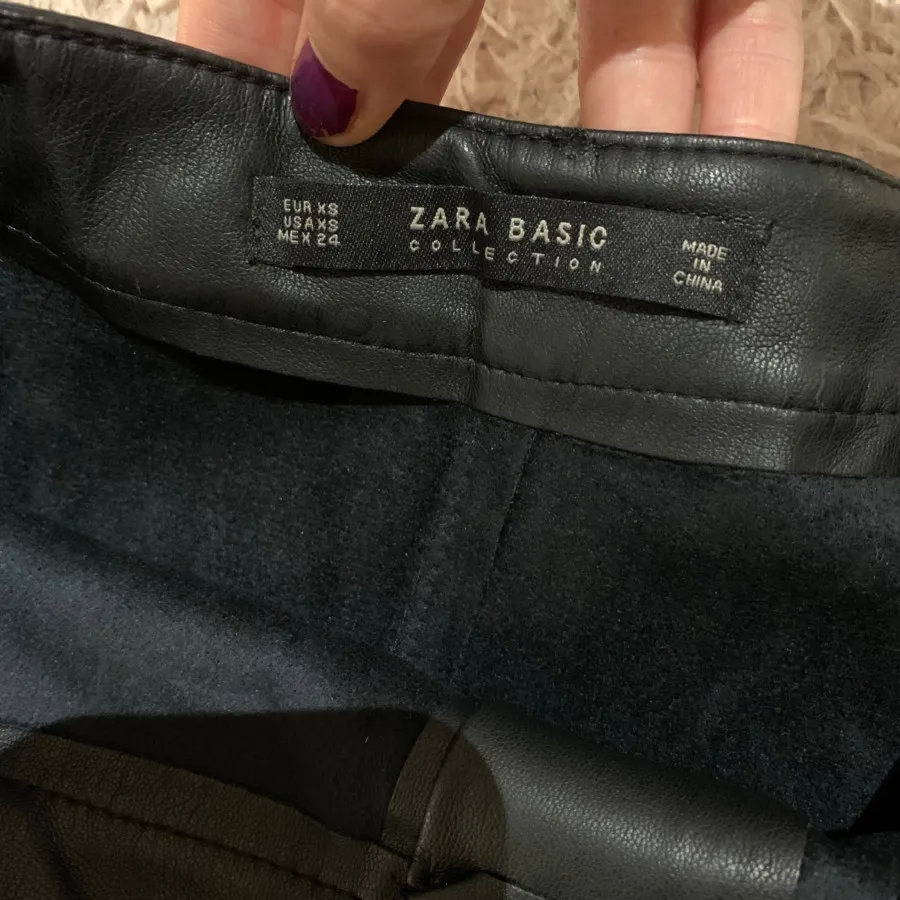 EUR XS
USA XS
MEX 24
ZARA BASIC
COLLECTION
MADE
IN
CHINA